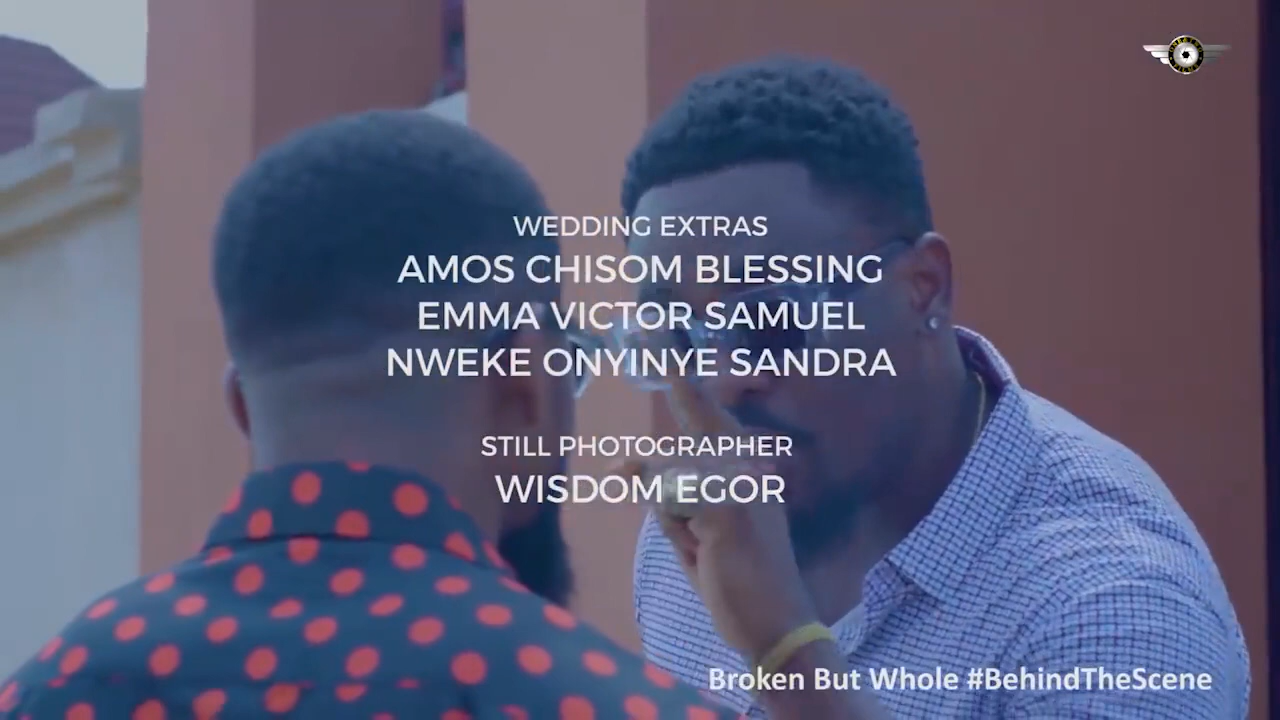 WEDDING EXTRAS
AMOS CHISOM BLESSING
EMMA VICTOR SAMUEL
NWEKE ONYINYE SANDRA
STILL PHOTOGRAPHER
WISDOM EGOR
Broken But Whole #BehindTheScene